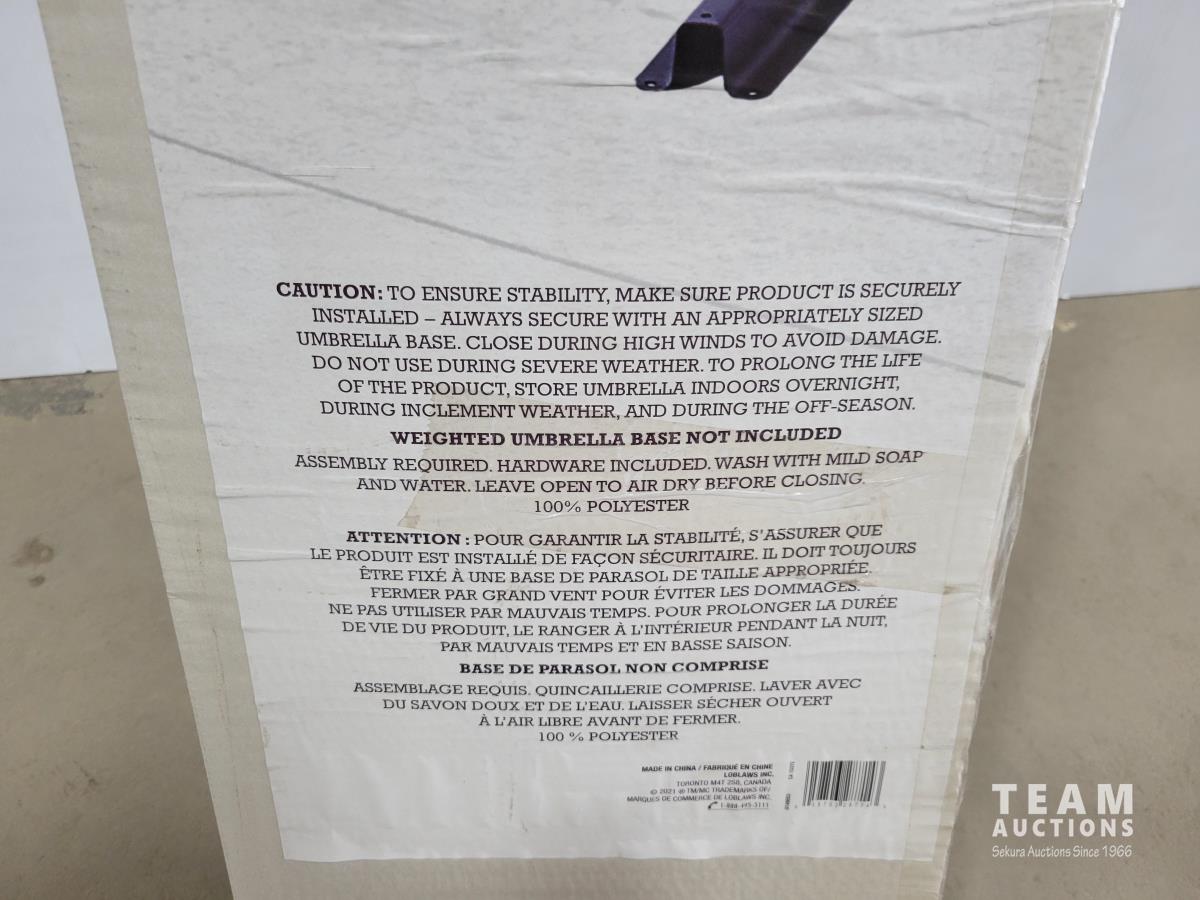 CAUTION: TO ENSURE STABILITY, MAKE SURE PRODUCT IS SECURELY
INSTALLED – ALWAYS SECURE WITH AN APPROPRIATELY SIZED
UMBRELLA BASE. CLOSE DURING HIGH WINDS TO AVOID DAMAGE.
DO NOT USE DURING SEVERE WEATHER. TO PROLONG THE LIFE
OF THE PRODUCT, STORE UMBRELLA INDOORS OVERNIGHT,
DURING INCLEMENT WEATHER, AND DURING THE OFF-SEASON.
WEIGHTED UMBRELLA BASE NOT INCLUDED
ASSEMBLY REQUIRED. HARDWARE INCLUDED. WASH WITH MILD SOAP
AND WATER. LEAVE OPEN TO AIR DRY BEFORE CLOSING.
100% POLYESTER
ATTENTION : POUR GARANTIR LA STABILITÉ, S'ASSURER QUE
LE PRODUIT EST INSTALLÉ DE FAÇON SÉCURITAIRE. IL DOIT TOUJOURS
ÊTRE FIXÉ À UNE BASE DE PARASOL DE TAILLE APPROPRIÉE.
FERMER PAR GRAND VENT POUR ÉVITER LES DOMMAGES.
NE PAS UTILISER PAR MAUVAIS TEMPS. POUR PROLONGER LA DURÉE
DE VIE DU PRODUIT, LE RANGER À L'INTÉRIEUR PENDANT LA NUIT,
PAR MAUVAIS TEMPS ET EN BASSE SAISON.
BASE DE PARASOL NON COMPRISE
ASSEMBLAGE REQUIS. QUINCAILLERIE COMPRISE. LAVER AVEC
DU SAVON DOUX ET DE L'EAU. LAISSER SÉCHER OUVERT
À L'AIR LIBRE AVANT DE FERMER.
100 % POLYESTER
MADE IN CHINA / FABRIQUÉ EN CHINE
LOBLAWS INC.
TORONTO M4T 2S8, CANADA
© 2021 ® TM/MC TRADEMARKS OF/
MARQUES DE COMMERCE DE LOBLAWS INC.
1-888-495-5111
TEAM
AUCTIONS
Sekura Auctions Since 1966